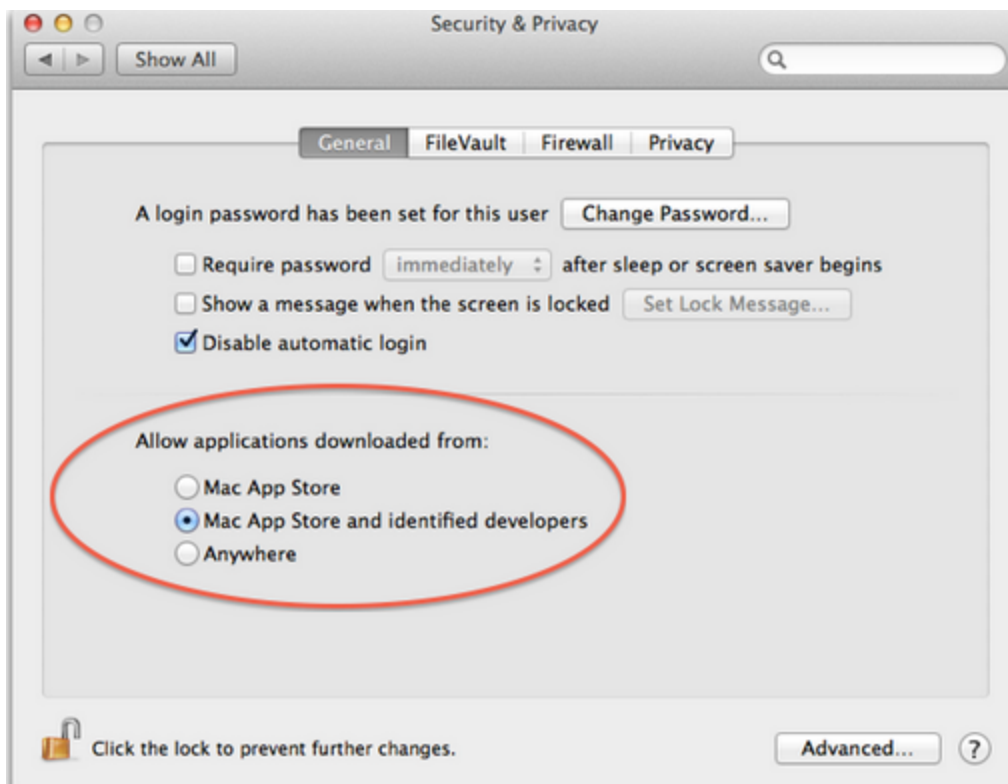 Security & Privacy
Show All
General FileVault Firewall Privacy
A login password has been set for this user Change Password...
Require password immediately after sleep or screen saver begins
Show a message when the screen is locked Set Lock Message...
Disable automatic login
Allow applications downloaded from:
Mac App Store
Mac App Store and identified developers
Anywhere
Click the lock to prevent further changes. Advanced... ?